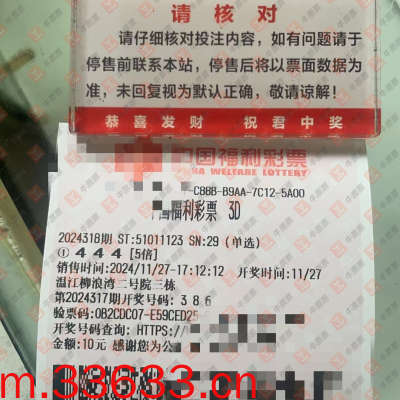 请核对
请仔细核对投注内容，如有问题请于
停售前联系本站，停售后将以票面数据为
准，未回复视为默认正确，敬请谅解！
恭喜发财 祝君中奖
中国福利彩票
CHINA WELFARE LOTTERY
-C88B-B9AA-7C12-5A00
中国福利彩票 3D
2024318期 ST:51011123 SN:29 (单选)
① 4 4 4 [5倍]
销售时间:2024/11/27-17:12:12 开奖时间:11/27
温江柳浪湾二号院三栋
第2024317期开奖号码: 3 8 6
验票码:0B2CDC07-E59CED25
开奖号码查询: HTTPS://
金额:10元 感谢您为公
m.33633.cn